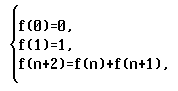 f(0)=0,
f(1)=1,
f(n+2)=f(n)+f(n+1),